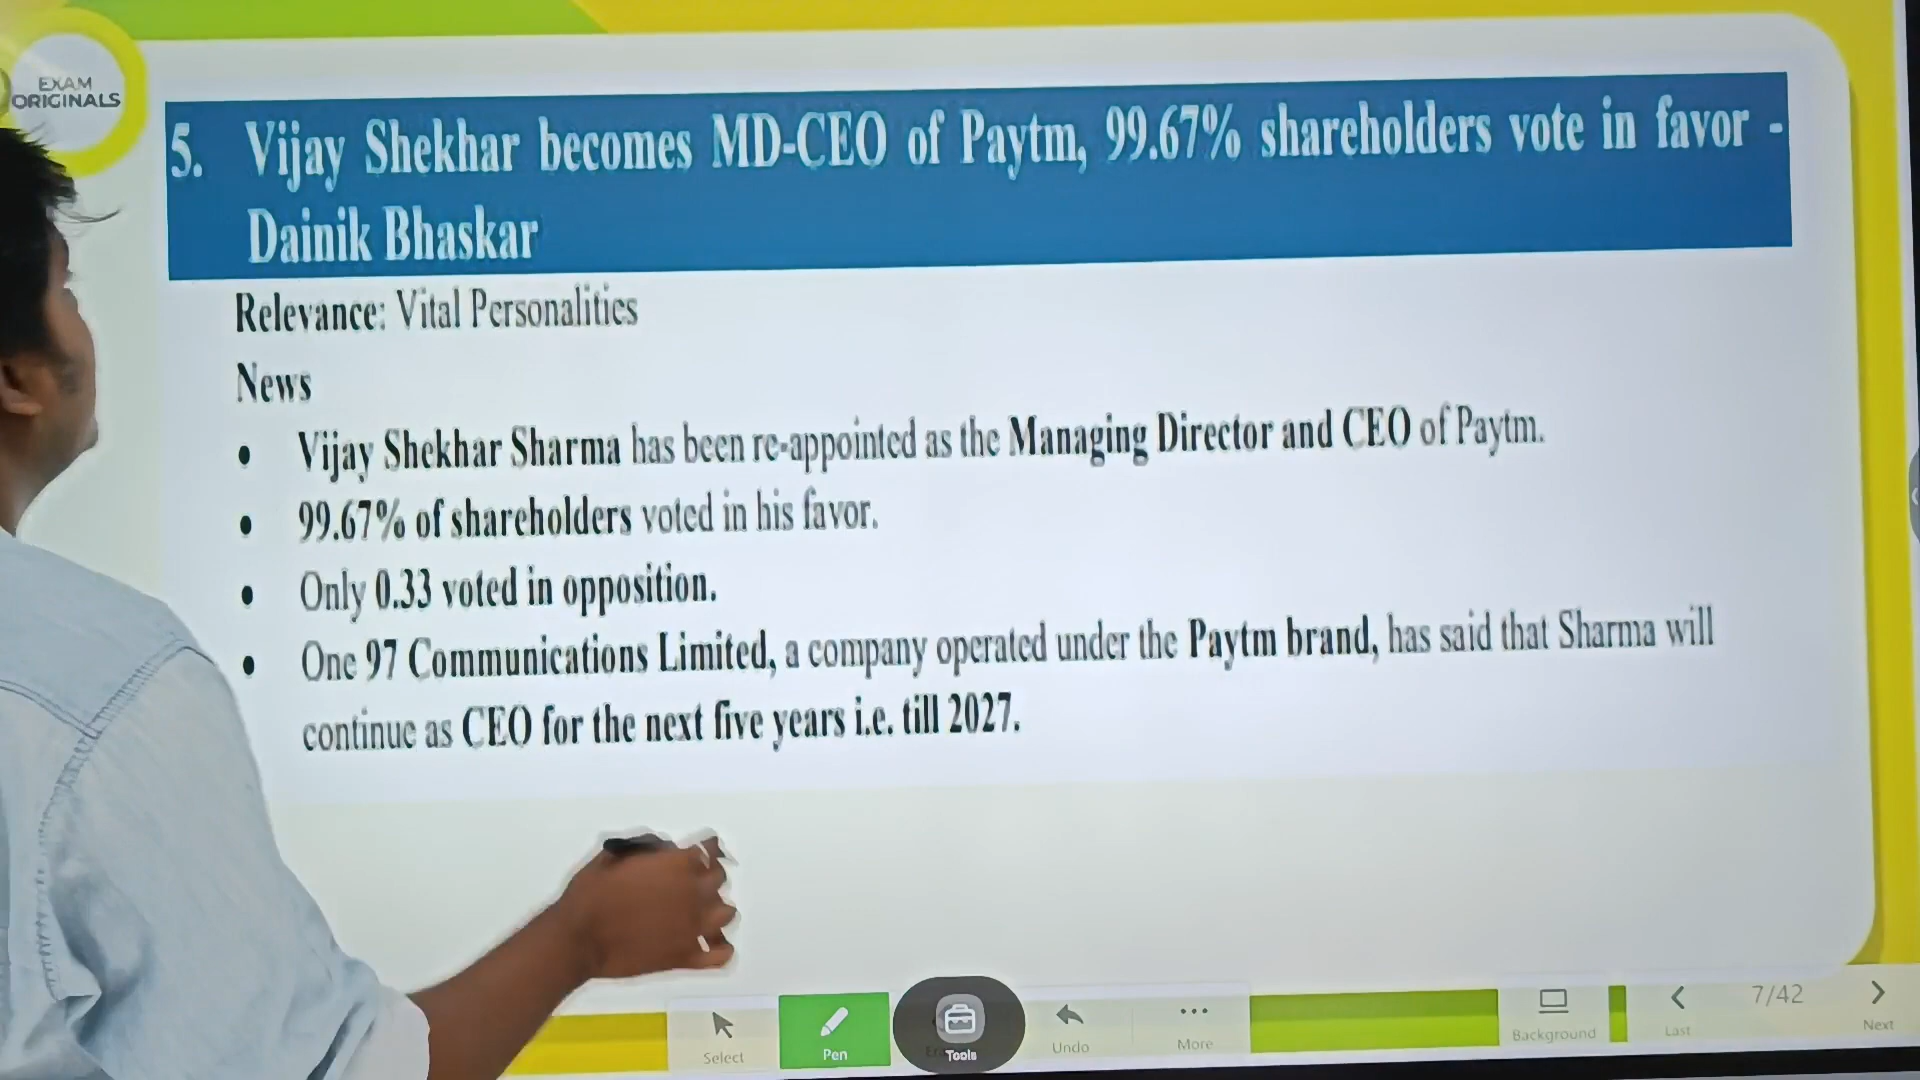 EXAM
ORIGINALS
5. Vijay Shekhar becomes MD-CEO of Paytm, 99.67% shareholders vote in favor -
Dainik Bhaskar
Relevance: Vital Personalities
News
• Vijay Shekhar Sharma has been re-appointed as the Managing Director and CEO of Paytm.
• 99.67% of shareholders voted in his favor.
• Only 0.33 voted in opposition.
• One 97 Communications Limited, a company operated under the Paytm brand, has said that Sharma will
continue as CEO for the next five years i.e. till 2027.
Select
Pen
Tools
Undo
More
Background
Last
7/42
Next